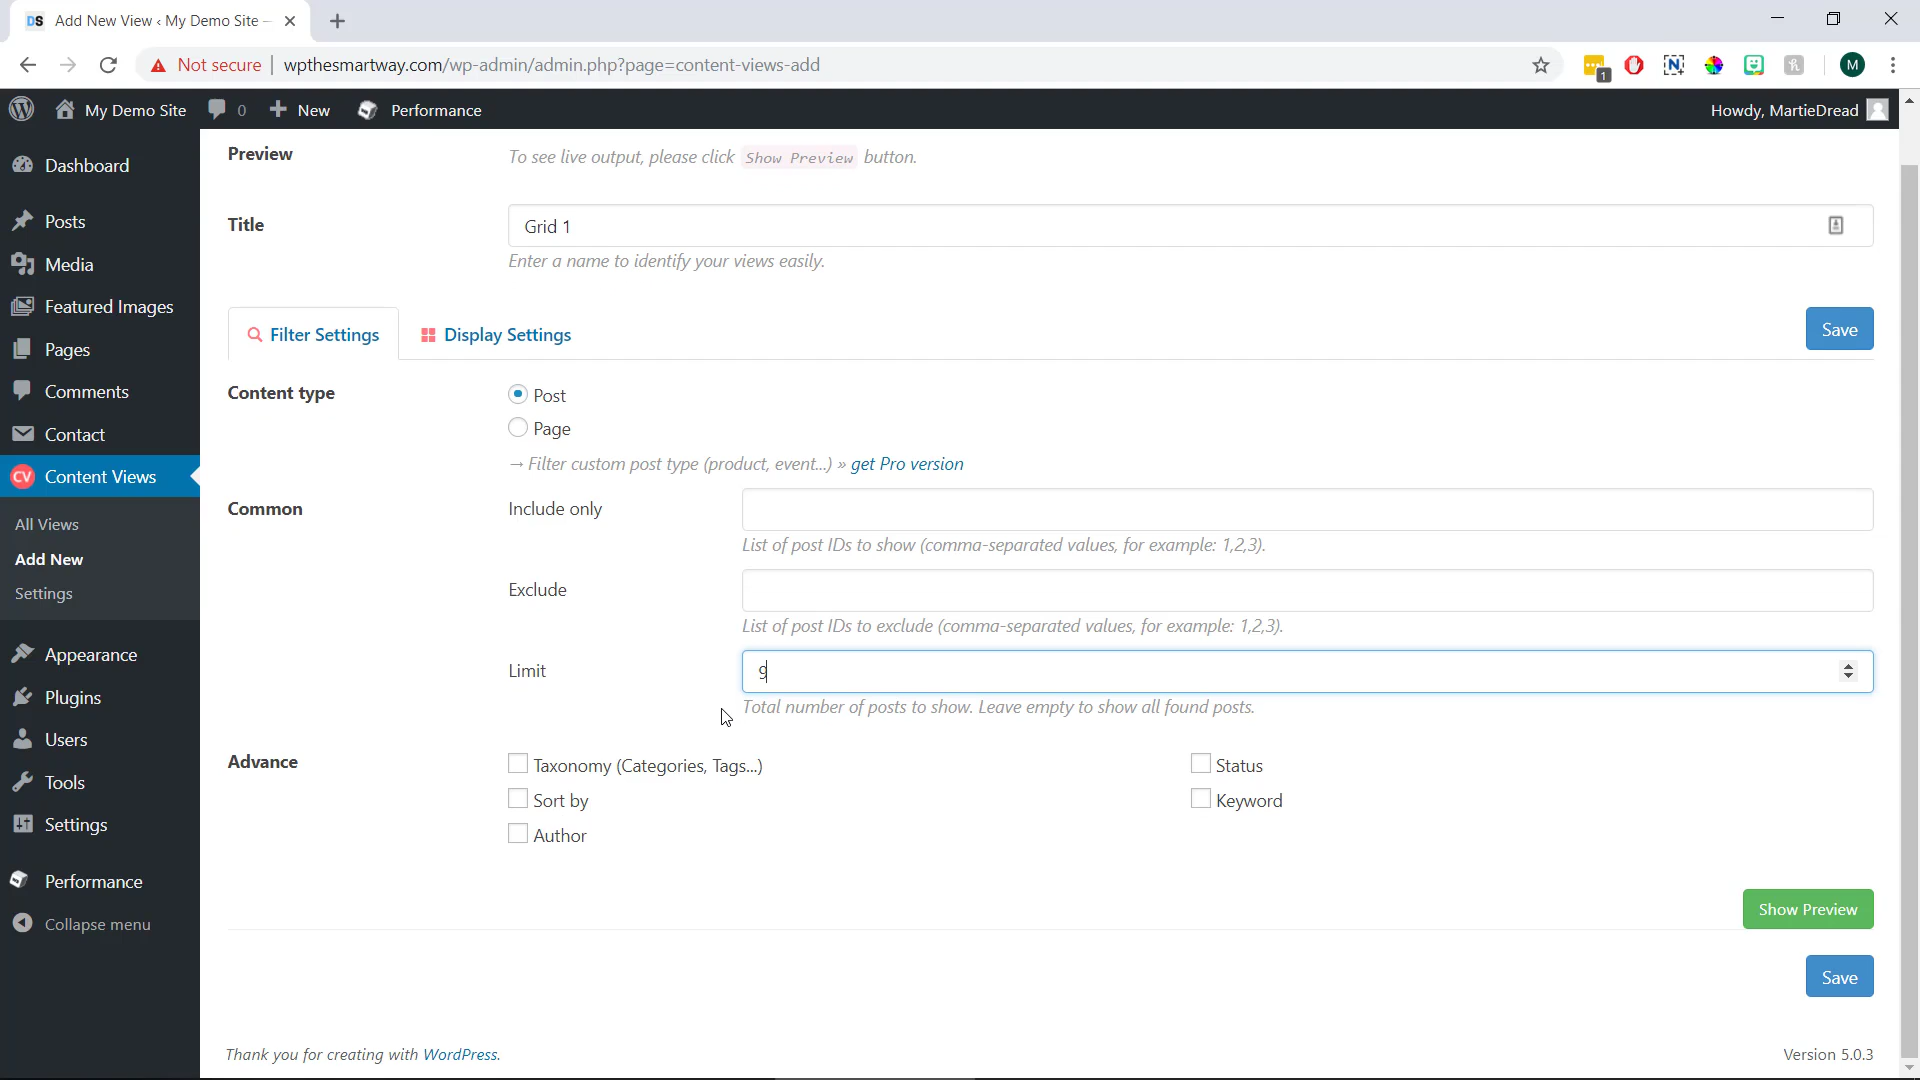 DS Add New View ‹ My Demo Site –
Not secure | wpthesmartway.com/wp-admin/admin.php?page=content-views-add
1
M
My Demo Site 0 New Performance Howdy, MartieDread
Dashboard
Posts
Media
Featured Images
Pages
Comments
Contact
CV Content Views
All Views
Add New
Settings
Appearance
Plugins
Users
Tools
Settings
Performance
Collapse menu
Preview To see live output, please click Show Preview button.
Title Grid 1
Enter a name to identify your views easily.
Filter Settings Display Settings Save
Content type Post
Page
→ Filter custom post type (product, event...) » get Pro version
Common Include only
List of post IDs to show (comma-separated values, for example: 1,2,3).
Exclude
List of post IDs to exclude (comma-separated values, for example: 1,2,3).
Limit 9
Total number of posts to show. Leave empty to show all found posts.
Advance Taxonomy (Categories, Tags...) Status
Sort by Keyword
Author
Show Preview
Save
Thank you for creating with WordPress. Version 5.0.3